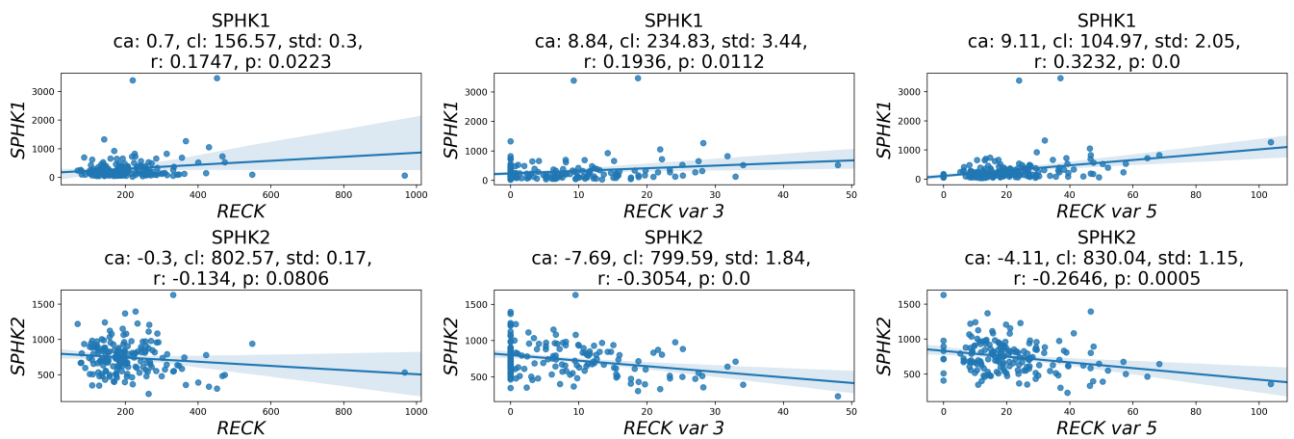 SPHK1
ca: 0.7, cl: 156.57, std: 0.3,
r: 0.1747, p: 0.0223
3000
2000
1000
0
SPHK1
200
400
600
800
1000
RECK
SPHK1
ca: 8.84, cl: 234.83, std: 3.44,
r: 0.1936, p: 0.0112
3000
2000
1000
0
SPHK1
0
10
20
30
40
50
RECK var 3
SPHK1
ca: 9.11, cl: 104.97, std: 2.05,
r: 0.3232, p: 0.0
3000
2000
1000
0
SPHK1
0
20
40
60
80
100
RECK var 5
SPHK2
ca: -0.3, cl: 802.57, std: 0.17,
r: -0.134, p: 0.0806
1500
1000
500
SPHK2
200
400
600
800
1000
RECK
SPHK2
ca: -7.69, cl: 799.59, std: 1.84,
r: -0.3054, p: 0.0
1500
1000
500
SPHK2
0
10
20
30
40
50
RECK var 3
SPHK2
ca: -4.11, cl: 830.04, std: 1.15,
r: -0.2646, p: 0.0005
1500
1000
500
SPHK2
0
20
40
60
80
100
RECK var 5